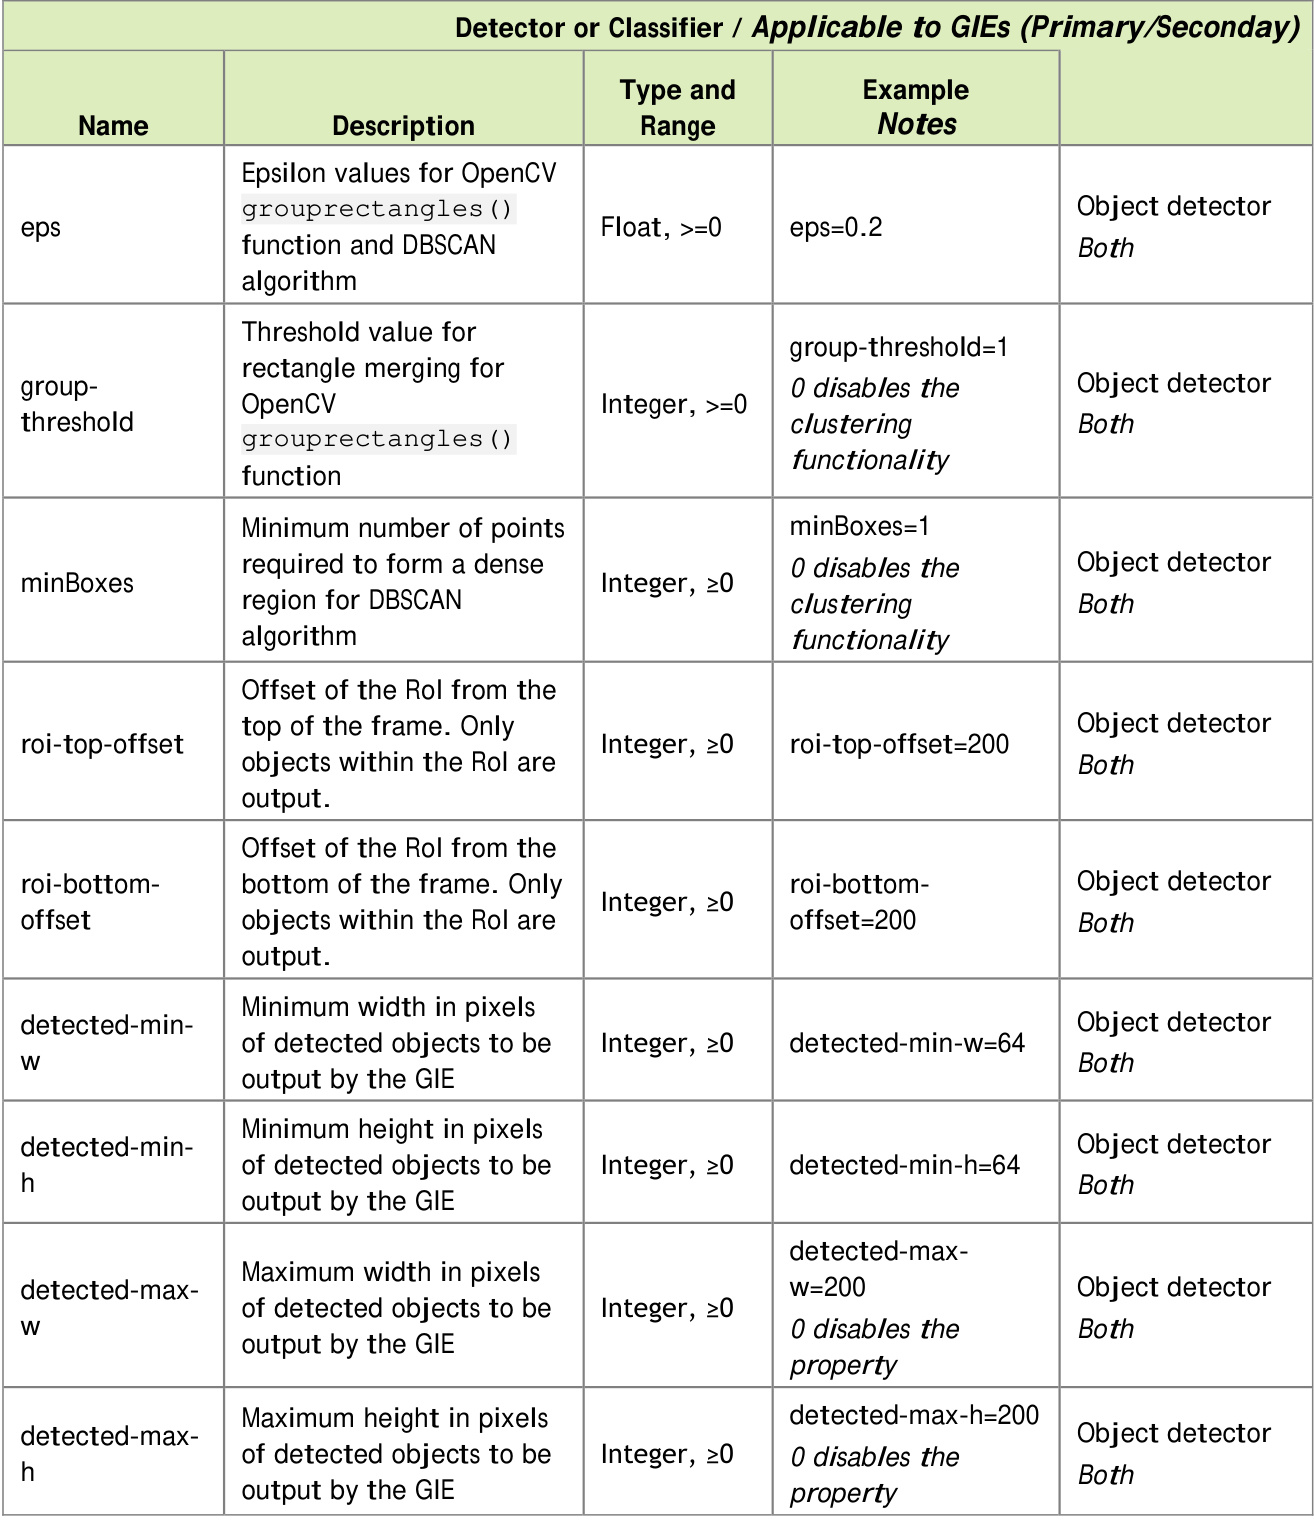 Detector or Classifier / Applicable to GIEs (Primary/Seconday)
Name
Description
Type and
Range
Example
Notes
eps
Epsilon values for OpenCV
grouprectangles()
function and DBSCAN
algorithm
Float, >=0
eps=0.2
Object detector
Both
group-
threshold
Threshold value for
rectangle merging for
OpenCV
grouprectangles()
function
Integer, >=0
group-threshold=1
0 disables the
clustering
functionality
Object detector
Both
minBoxes
Minimum number of points
required to form a dense
region for DBSCAN
algorithm
Integer, ≥0
minBoxes=1
0 disables the
clustering
functionality
Object detector
Both
roi-top-offset
Offset of the RoI from the
top of the frame. Only
objects within the RoI are
output.
Integer, ≥0
roi-top-offset=200
Object detector
Both
roi-bottom-
offset
Offset of the RoI from the
bottom of the frame. Only
objects within the RoI are
output.
Integer, ≥0
roi-bottom-
offset=200
Object detector
Both
detected-min-
w
Minimum width in pixels
of detected objects to be
output by the GIE
Integer, ≥0
detected-min-w=64
Object detector
Both
detected-min-
h
Minimum height in pixels
of detected objects to be
output by the GIE
Integer, ≥0
detected-min-h=64
Object detector
Both
detected-max-
w
Maximum width in pixels
of detected objects to be
output by the GIE
Integer, ≥0
detected-max-
w=200
0 disables the
property
Object detector
Both
detected-max-
h
Maximum height in pixels
of detected objects to be
output by the GIE
Integer, ≥0
detected-max-h=200
0 disables the
property
Object detector
Both